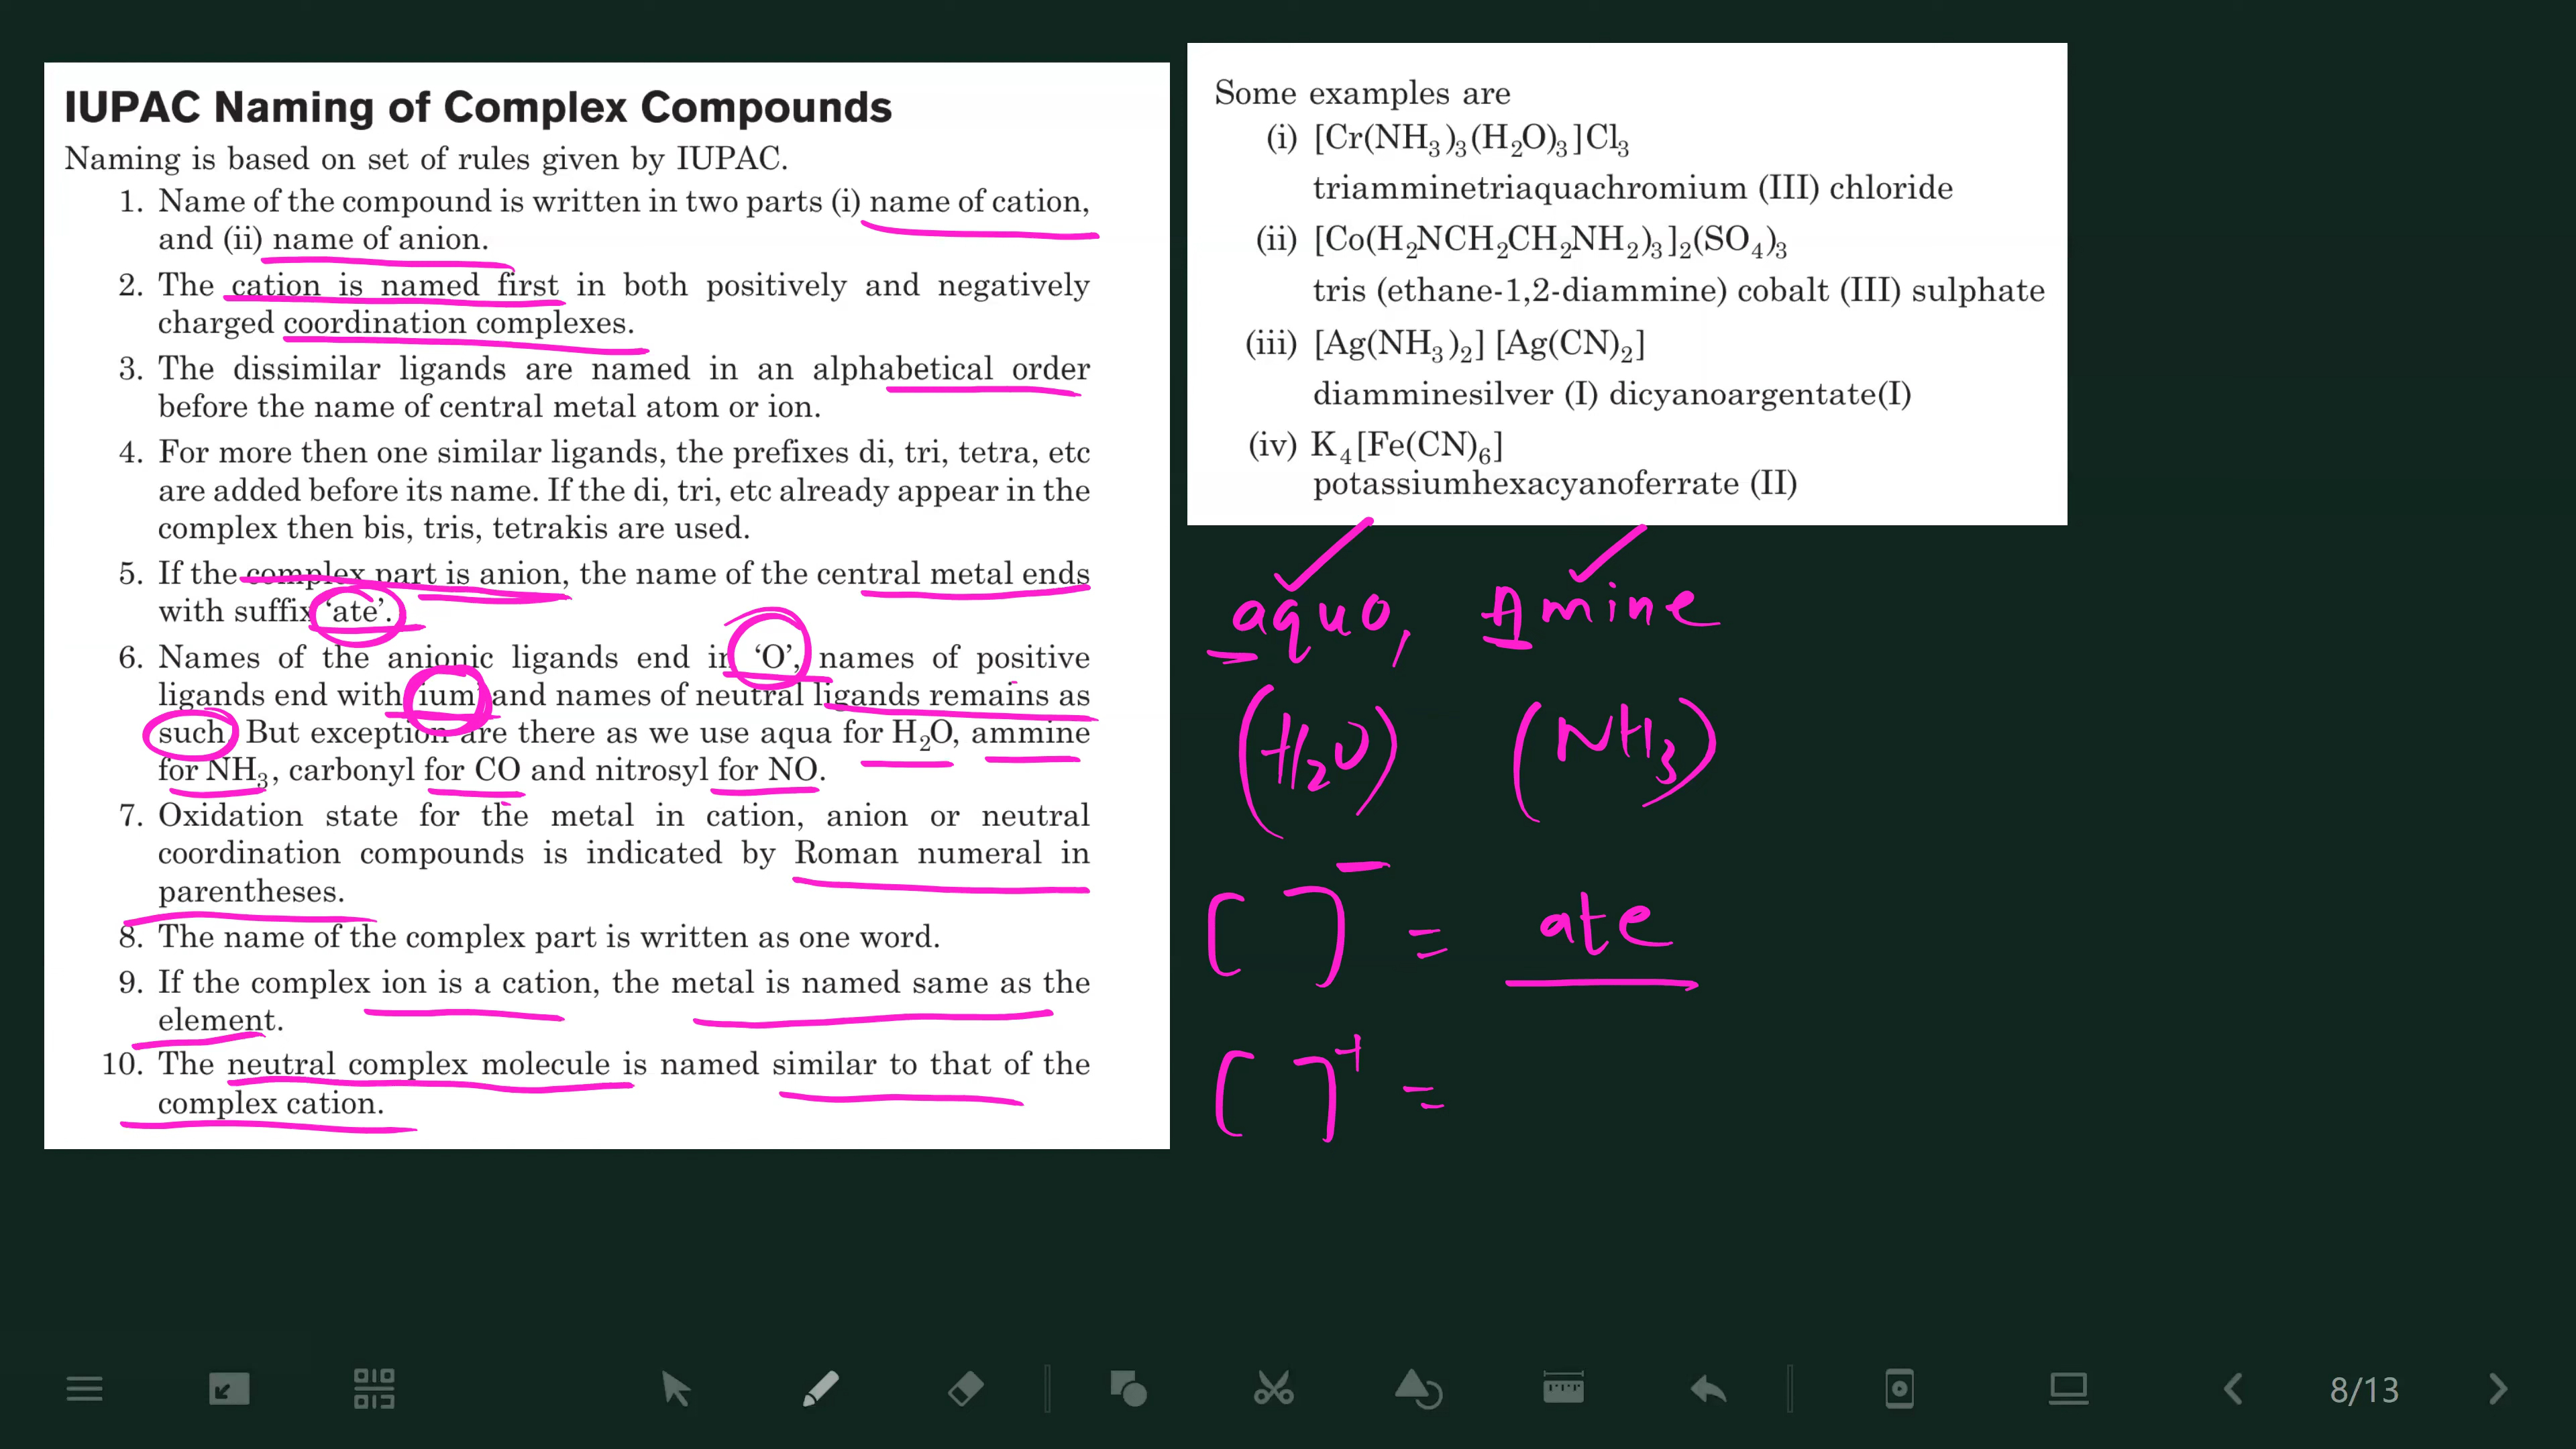 IUPAC Naming of Complex Compounds
Naming is based on set of rules given by IUPAC.
1. Name of the compound is written in two parts (i) name of cation,
and (ii) name of anion.
2. The cation is named first in both positively and negatively
charged coordination complexes.
3. The dissimilar ligands are named in an alphabetical order
before the name of central metal atom or ion.
4. For more then one similar ligands, the prefixes di, tri, tetra, etc
are added before its name. If the di, tri, etc already appear in the
complex then bis, tris, tetrakis are used.
5. If the complex part is anion, the name of the central metal ends
with suffix ‘ate’.
6. Names of the anionic ligands end in ‘O’, names of positive
ligands end with ‘ium’ and names of neutral ligands remains as
such. But exception are there as we use aqua for H₂O, ammine
for NH₃, carbonyl for CO and nitrosyl for NO.
7. Oxidation state for the metal in cation, anion or neutral
coordination compounds is indicated by Roman numeral in
parentheses.
8. The name of the complex part is written as one word.
9. If the complex ion is a cation, the metal is named same as the
element.
10. The neutral complex molecule is named similar to that of the
complex cation.
Some examples are
(i) [Cr(NH₃)₃(H₂O)₃]Cl₃
triamminetriaquachromium (III) chloride
(ii) [Co(H₂NCH₂CH₂NH₂)₃]₂(SO₄)₃
tris (ethane-1,2-diammine) cobalt (III) sulphate
(iii) [Ag(NH₃)₂] [Ag(CN)₂]
diamminesilver (I) dicyanoargentate(I)
(iv) K₄[Fe(CN)₆]
potassiumhexacyanoferrate (II)
aquo, Amine
(H₂O) (NH₃)
[ ]⁻ = ate
[ ]⁺ =
8/13